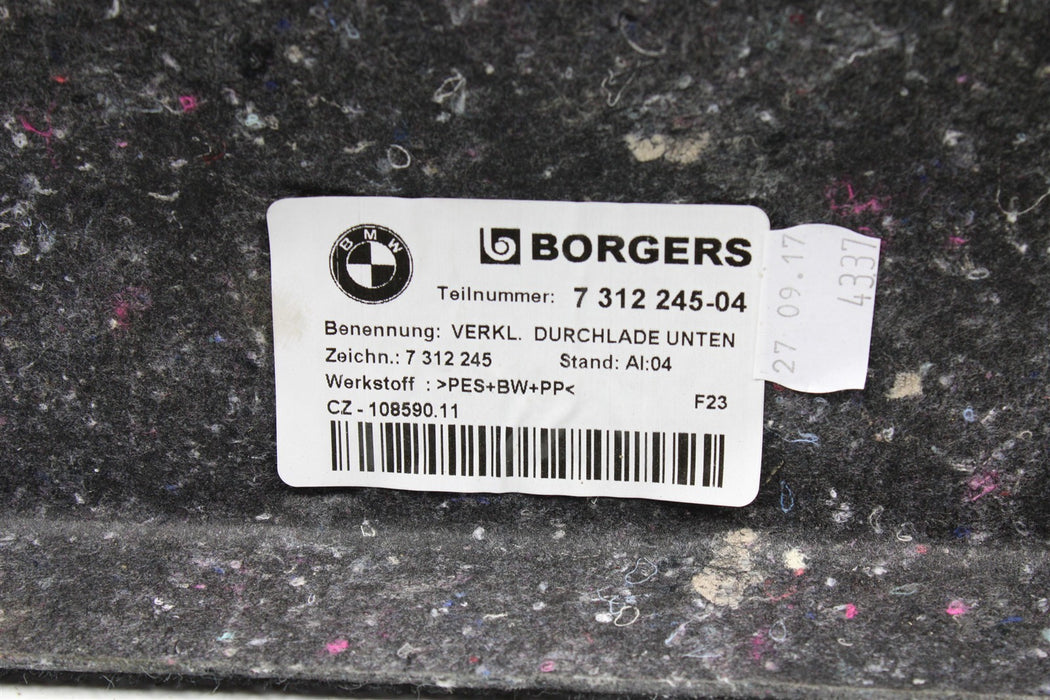 BMW
BORGERS
Teilnummer: 7 312 245-04
Benennung: VERKL. DURCHLADE UNTEN
Zeichn.: 7 312 245 Stand: AI:04
Werkstoff : >PES+BW+PP<
F23
CZ - 108590.11
27 09.17
4337